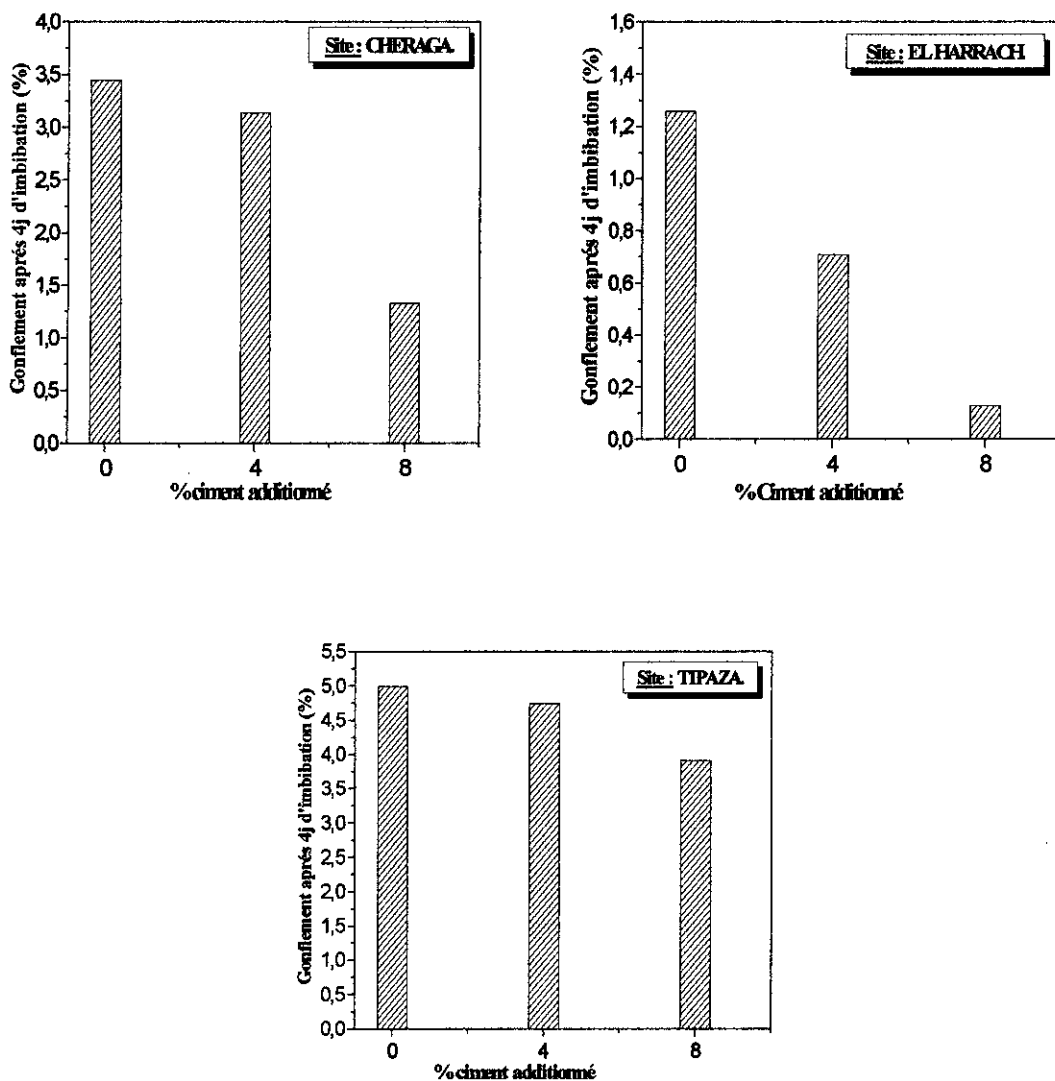 Site : CHERAGA.
Gonflement aprés 4j d'imbibation (%)
4,0
3,5
3,0
2,5
2,0
1,5
1,0
0,5
0,0
0 4 8
%ciment additionné
Site : EL HARRACH
Gonflement aprés 4j d'imbibation (%)
1,6
1,4
1,2
1,0
0,8
0,6
0,4
0,2
0,0
0 4 8
%Ciment additionné
Site : TIPAZA.
Gonflement aprés 4j d'imbibation (%)
5,5
5,0
4,5
4,0
3,5
3,0
2,5
2,0
1,5
1,0
0,5
0,0
0 4 8
%ciment additionné